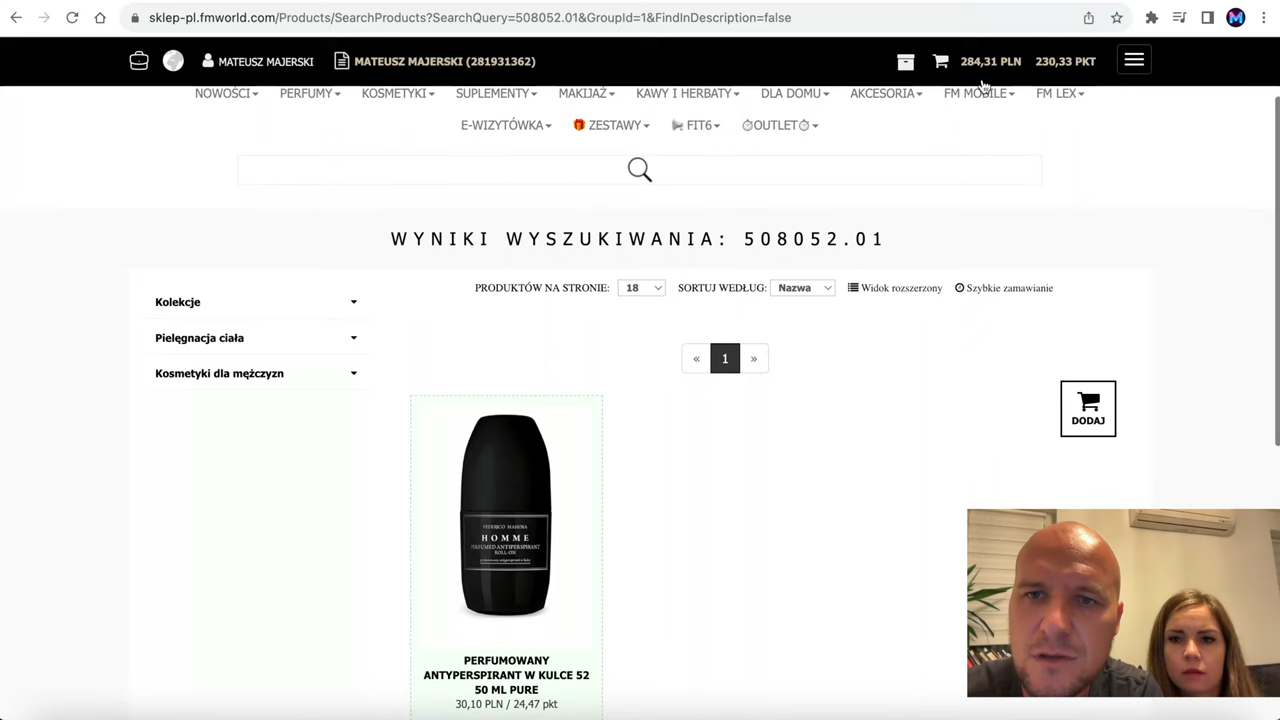 sklep-pl.fmworld.com/Products/SearchProducts?SearchQuery=508052.01&GroupId=1&FindInDescription=false
MATEUSZ MAJERSKI
MATEUSZ MAJERSKI (281931362)
284,31 PLN
230,33 PKT
NOWOŚCI
PERFUMY
KOSMETYKI
SUPLEMENTY
MAKIJAŻ
KAWY I HERBATY
DLA DOMU
AKCESORIA
FM MOBILE
FM LEX
E-WIZYTÓWKA
ZESTAWY
FIT6
OUTLET
WYNIKI WYSZUKIWANIA: 508052.01
Kolekcje
Pielęgnacja ciała
Kosmetyki dla mężczyzn
PRODUKTÓW NA STRONIE:
18
SORTUJ WEDŁUG:
Nazwa
Widok rozszerzony
Szybkie zamawianie
«
1
»
DODAJ
FEDERICO MAHORA
HOMME
PERFUMED ANTIPERSPIRANT
ROLL-ON
PERFUMOWANY
ANTYPERSPIRANT W KULCE 52
50 ML PURE
30,10 PLN / 24,47 pkt